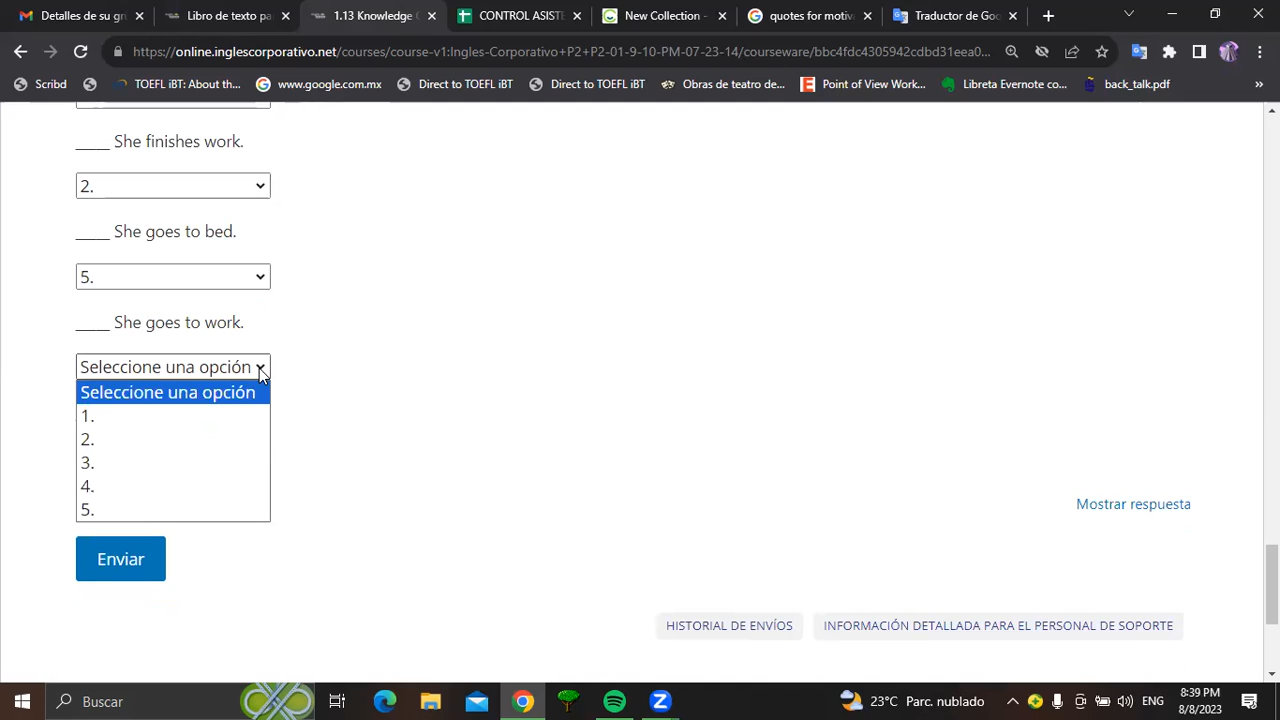 Detalles de su gr
Libro de texto pa
1.13 Knowledge
CONTROL ASIST
New Collection -
quotes for motiv
Traductor de Goo
https://online.inglescorporativo.net/courses/course-v1:Ingles-Corporativo+P2+P2-01-9-10-PM-07-23-14/courseware/bbc4fdc4305942cdbd31eea0...
Scribd
TOEFL iBT: About th...
www.google.com.mx
Direct to TOEFL iBT
Direct to TOEFL iBT
Obras de teatro de...
Point of View Work...
Libreta Evernote co...
back_talk.pdf
»
____ She finishes work.
2.
____ She goes to bed.
5.
____ She goes to work.
Seleccione una opción
Seleccione una opción
1.
2.
3.
4.
5.
Mostrar respuesta
Enviar
HISTORIAL DE ENVÍOS
INFORMACIÓN DETALLADA PARA EL PERSONAL DE SOPORTE
Buscar
23°C Parc. nublado
ENG
8:39 PM
8/8/2023